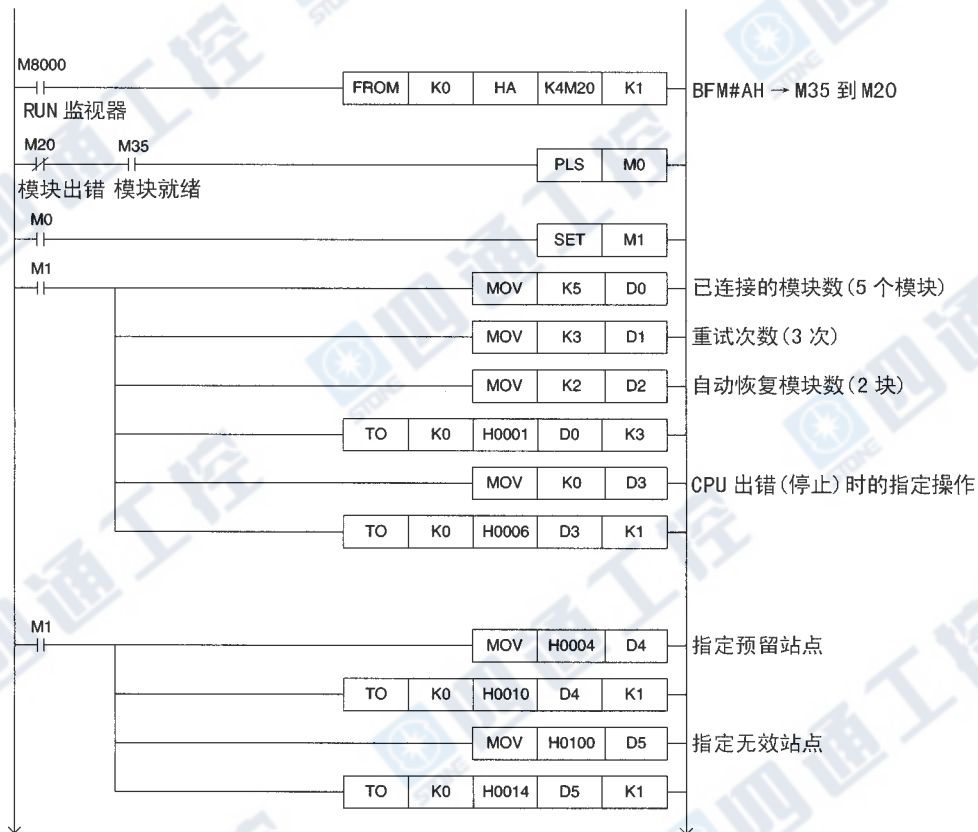 M8000
FROM K0 HA K4M20 K1 BFM#AH → M35 到 M20
RUN 监视器
M20 M35
PLS M0
模块出错 模块就绪
M0
SET M1
M1
MOV K5 D0 已连接的模块数(5 个模块)
MOV K3 D1 重试次数(3 次)
MOV K2 D2 自动恢复模块数(2 块)
TO K0 H0001 D0 K3
MOV K0 D3 CPU 出错(停止)时的指定操作
TO K0 H0006 D3 K1
M1
MOV H0004 D4 指定预留站点
TO K0 H0010 D4 K1
MOV H0100 D5 指定无效站点
TO K0 H0014 D5 K1
四通工控
STONE